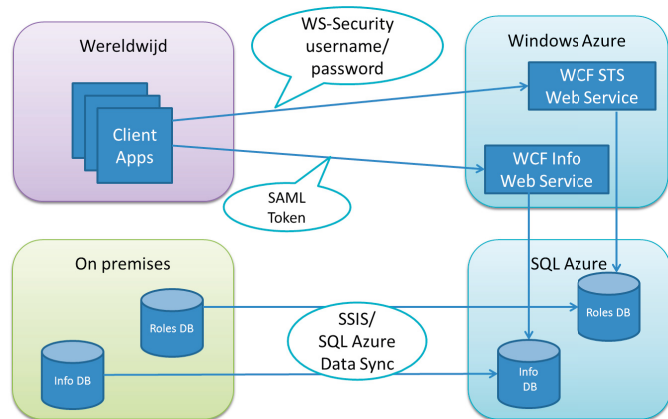 Wereldwijd
WS-Security
username/
password
Windows Azure
WCF STS
Web Service
Client
Apps
WCF Info
Web Service
SAML
Token
On premises
SQL Azure
Roles DB
Info DB
SSIS/
SQL Azure
Data Sync
Roles DB
Info
DB